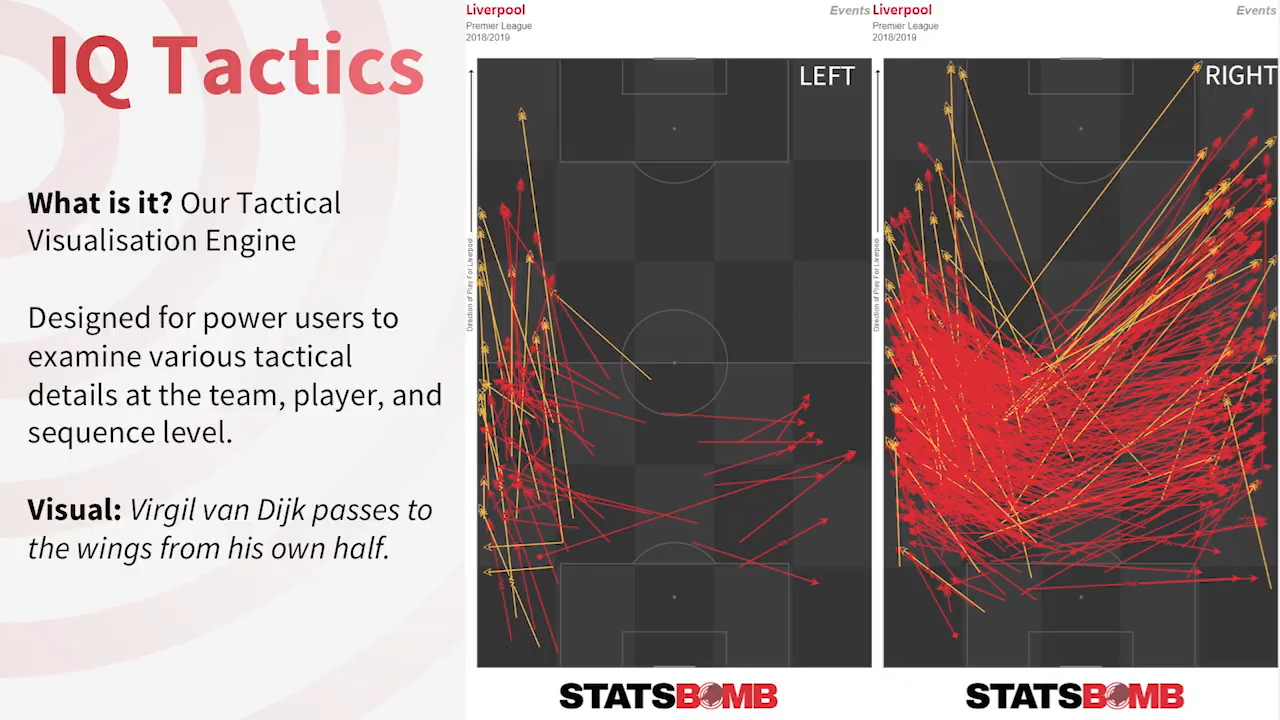 IQ Tactics
What is it? Our Tactical
Visualisation Engine
Designed for power users to
examine various tactical
details at the team, player, and
sequence level.
Visual: Virgil van Dijk passes to
the wings from his own half.
Liverpool
Events
Premier League
2018/2019
LEFT
Direction of Play For Liverpool
STATSBOMB
Liverpool
Events
Premier League
2018/2019
RIGHT
Direction of Play For Liverpool
STATSBOMB